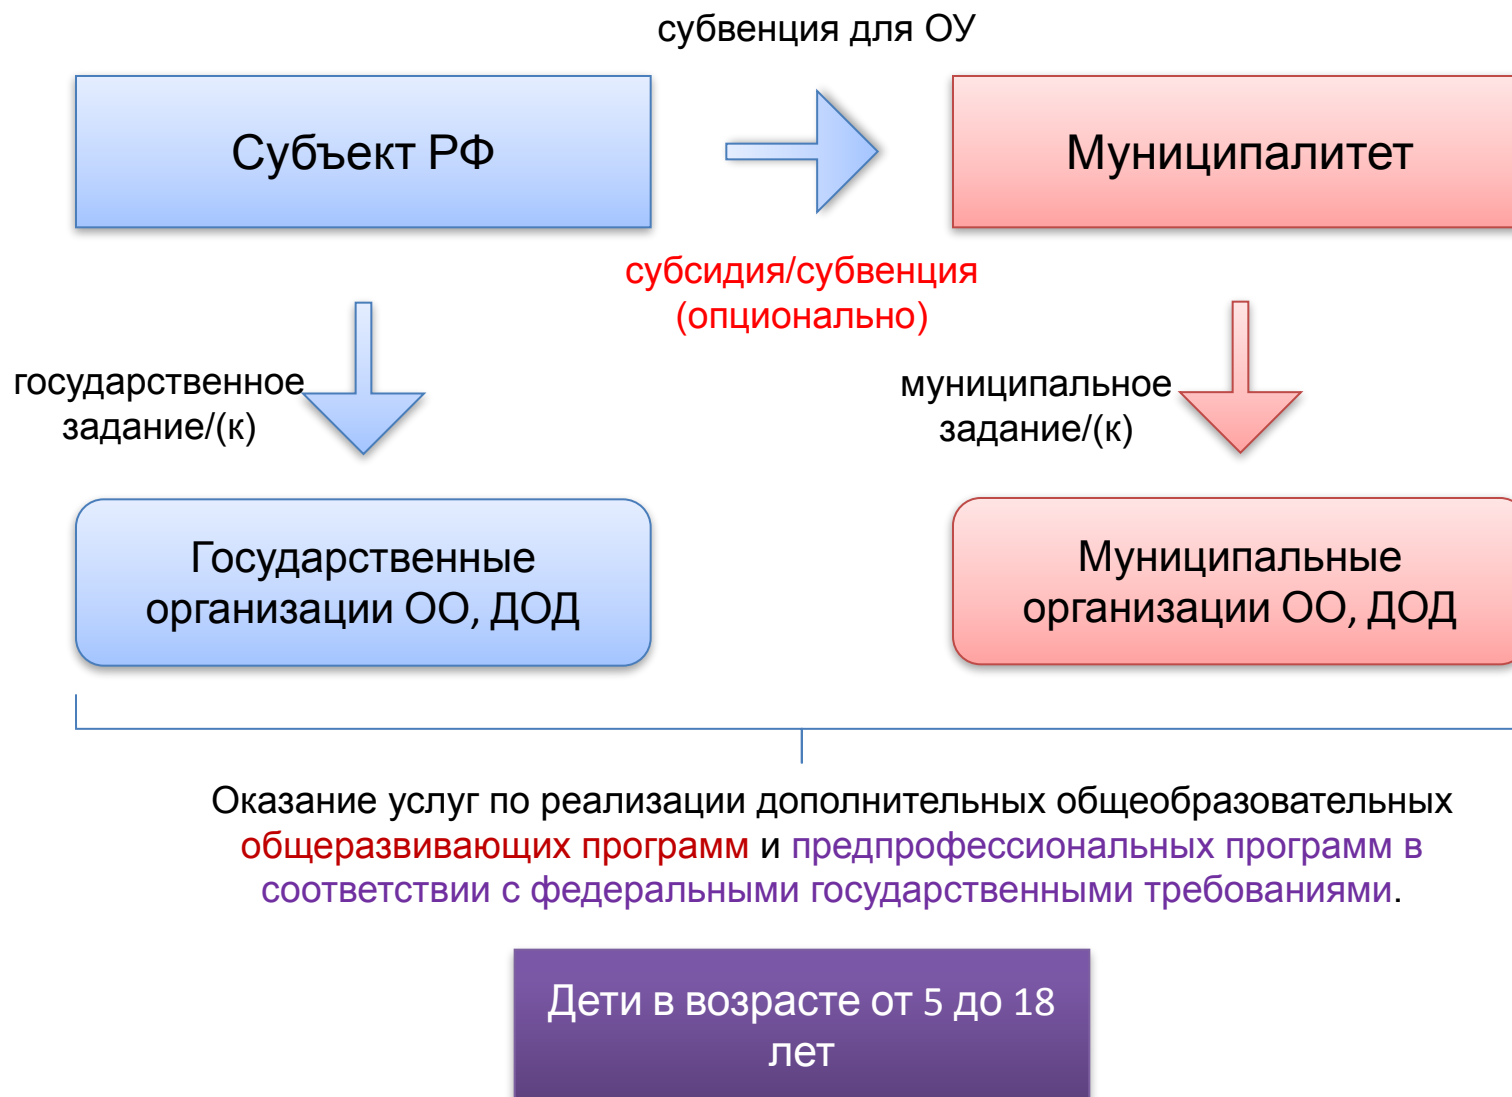 субвенция для ОУ
Субъект РФ
Муниципалитет
субсидия/субвенция
(опционально)
государственное
задание/(к)
муниципальное
задание/(к)
Государственные
организации ОО, ДОД
Муниципальные
организации ОО, ДОД
Оказание услуг по реализации дополнительных общеобразовательных
общеразвивающих программ и предпрофессиональных программ в
соответствии с федеральными государственными требованиями.
Дети в возрасте от 5 до 18
лет